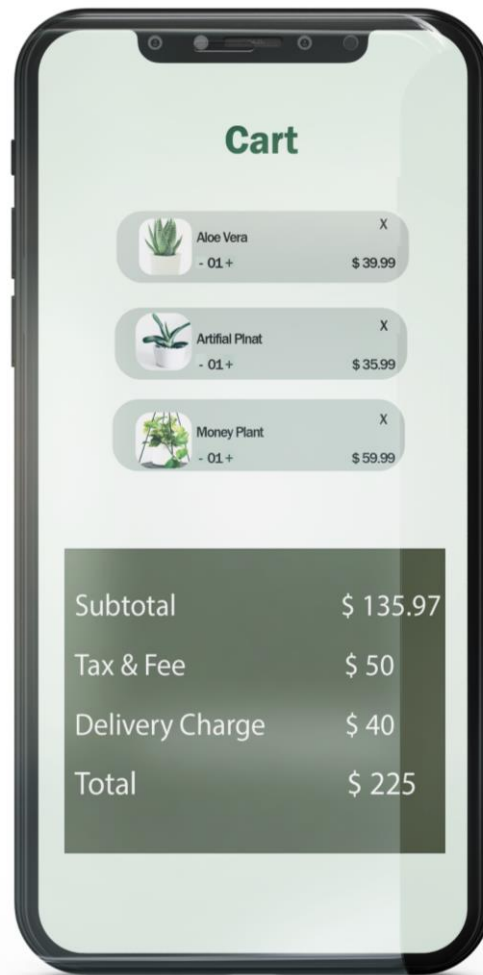 Cart
Aloe Vera X
- 01 + $ 39.99
Artifial Plnat X
- 01 + $ 35.99
Money Plant X
- 01 + $ 59.99
Subtotal $ 135.97
Tax & Fee $ 50
Delivery Charge $ 40
Total $ 225